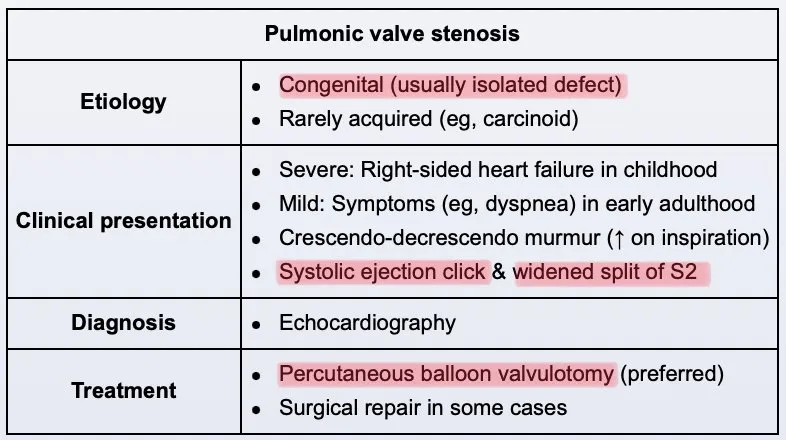 Pulmonic valve stenosis
Etiology
• Congenital (usually isolated defect)
• Rarely acquired (eg, carcinoid)
Clinical presentation
• Severe: Right-sided heart failure in childhood
• Mild: Symptoms (eg, dyspnea) in early adulthood
• Crescendo-decrescendo murmur (↑ on inspiration)
• Systolic ejection click & widened split of S2
Diagnosis
• Echocardiography
Treatment
• Percutaneous balloon valvulotomy (preferred)
• Surgical repair in some cases